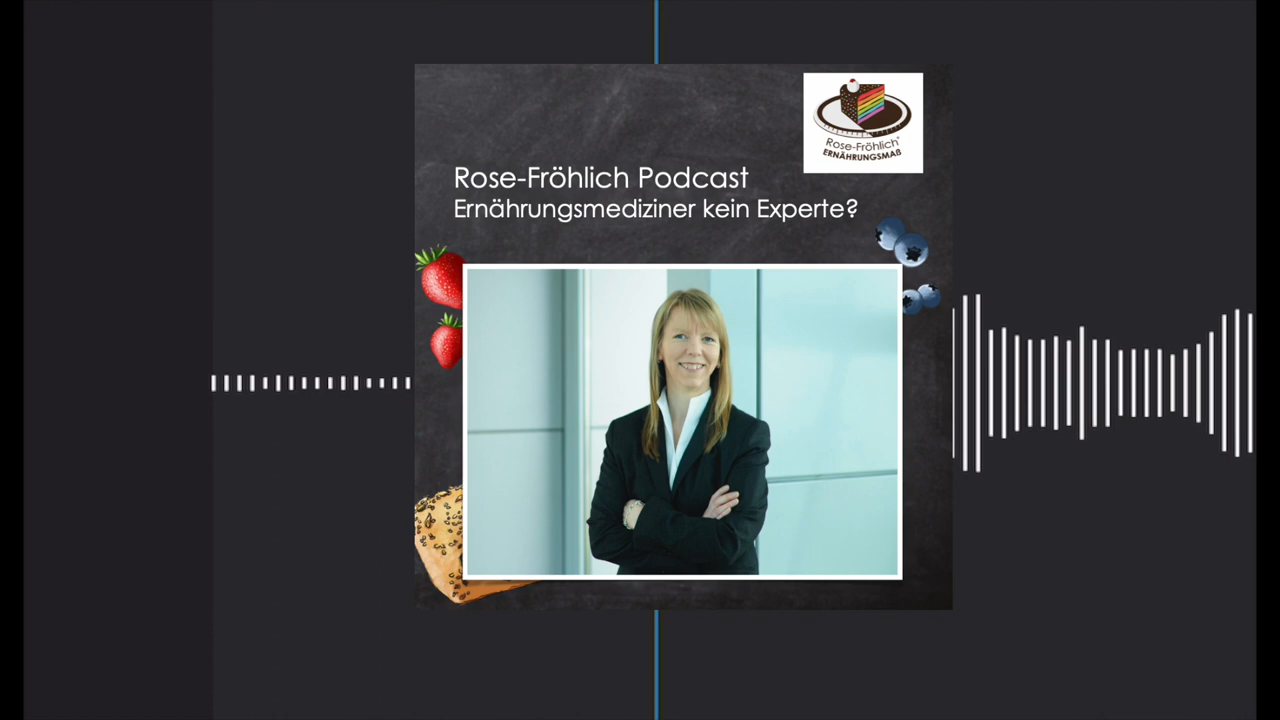 Rose-Fröhlich®
ERNÄHRUNGSMAß
Rose-Fröhlich Podcast
Ernährungsmediziner kein Experte?